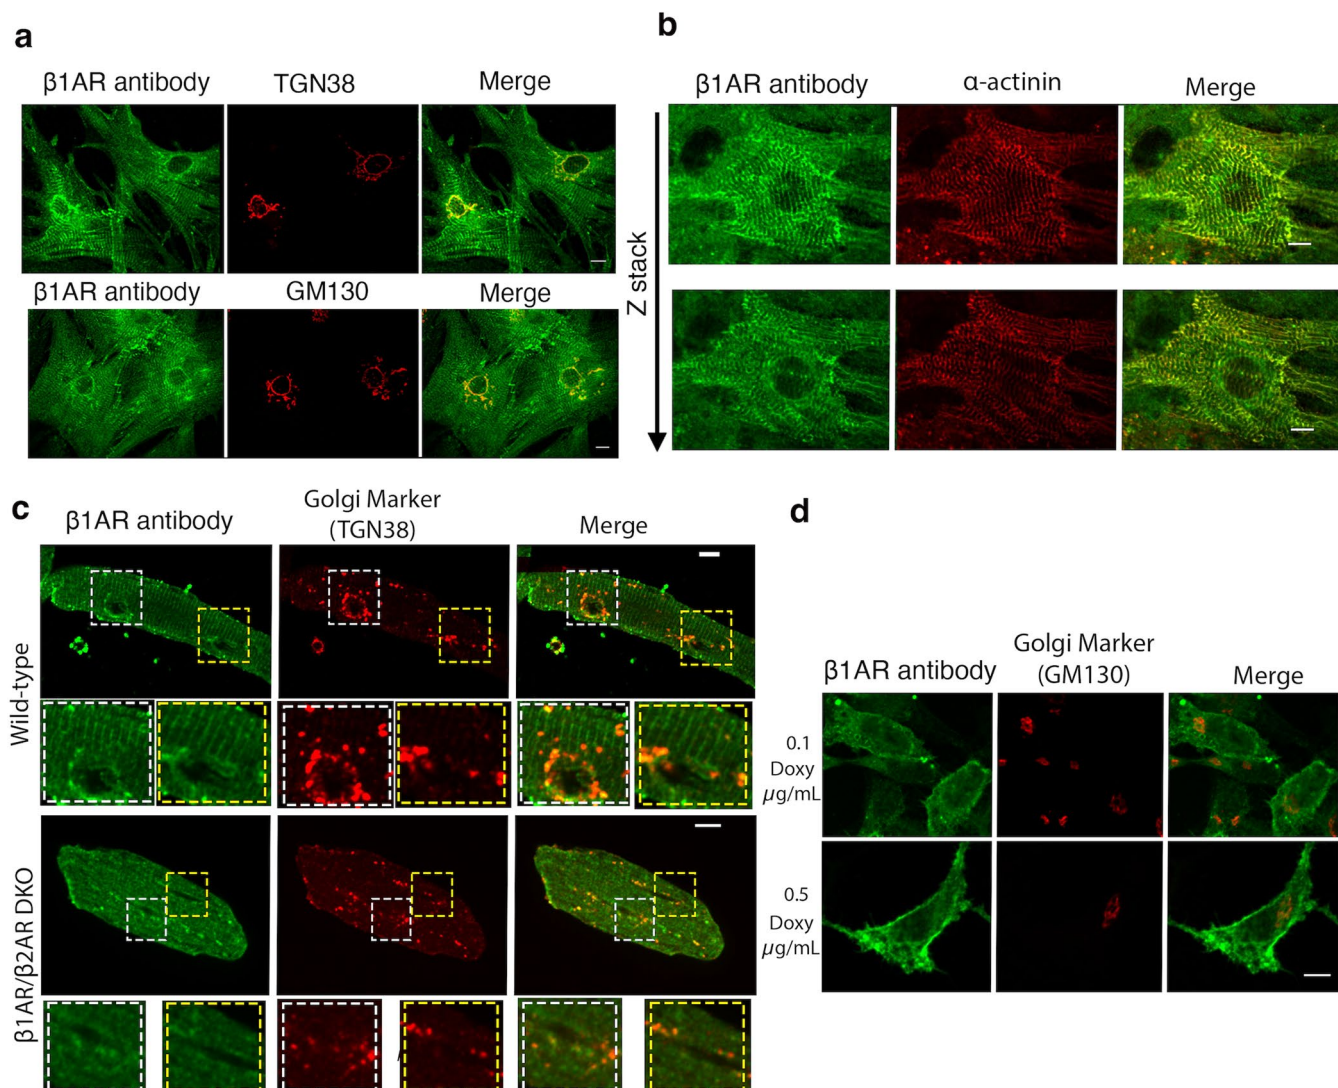 a
β1AR antibody TGN38 Merge
β1AR antibody GM130 Merge
b
β1AR antibody α-actinin Merge
Z stack
c
β1AR antibody
Golgi Marker
(TGN38)
Merge
Wild-type
β1AR/β2AR DKO
d
β1AR antibody
Golgi Marker
(GM130)
Merge
0.1
Doxy
µg/mL
0.5
Doxy
µg/mL